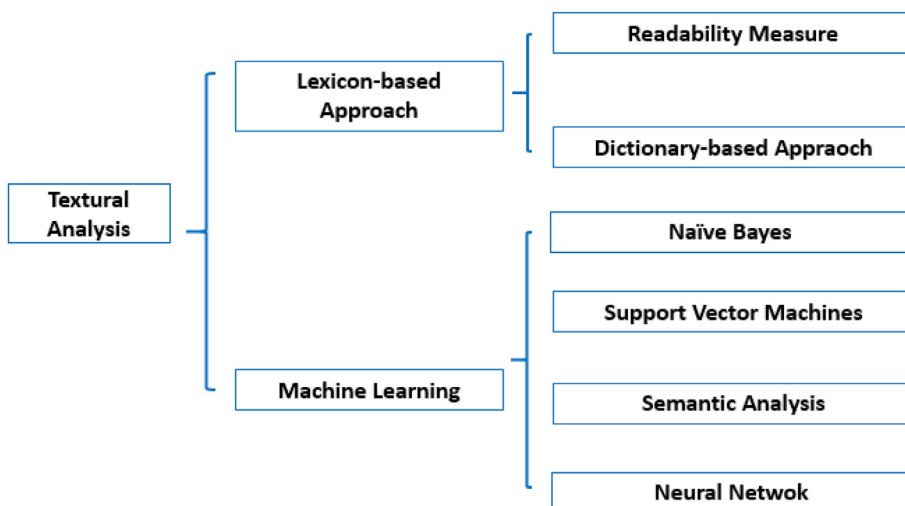 Textural
Analysis
Lexicon-based
Approach
Readability Measure
Dictionary-based Appraoch
Machine Learning
Naïve Bayes
Support Vector Machines
Semantic Analysis
Neural Netwok